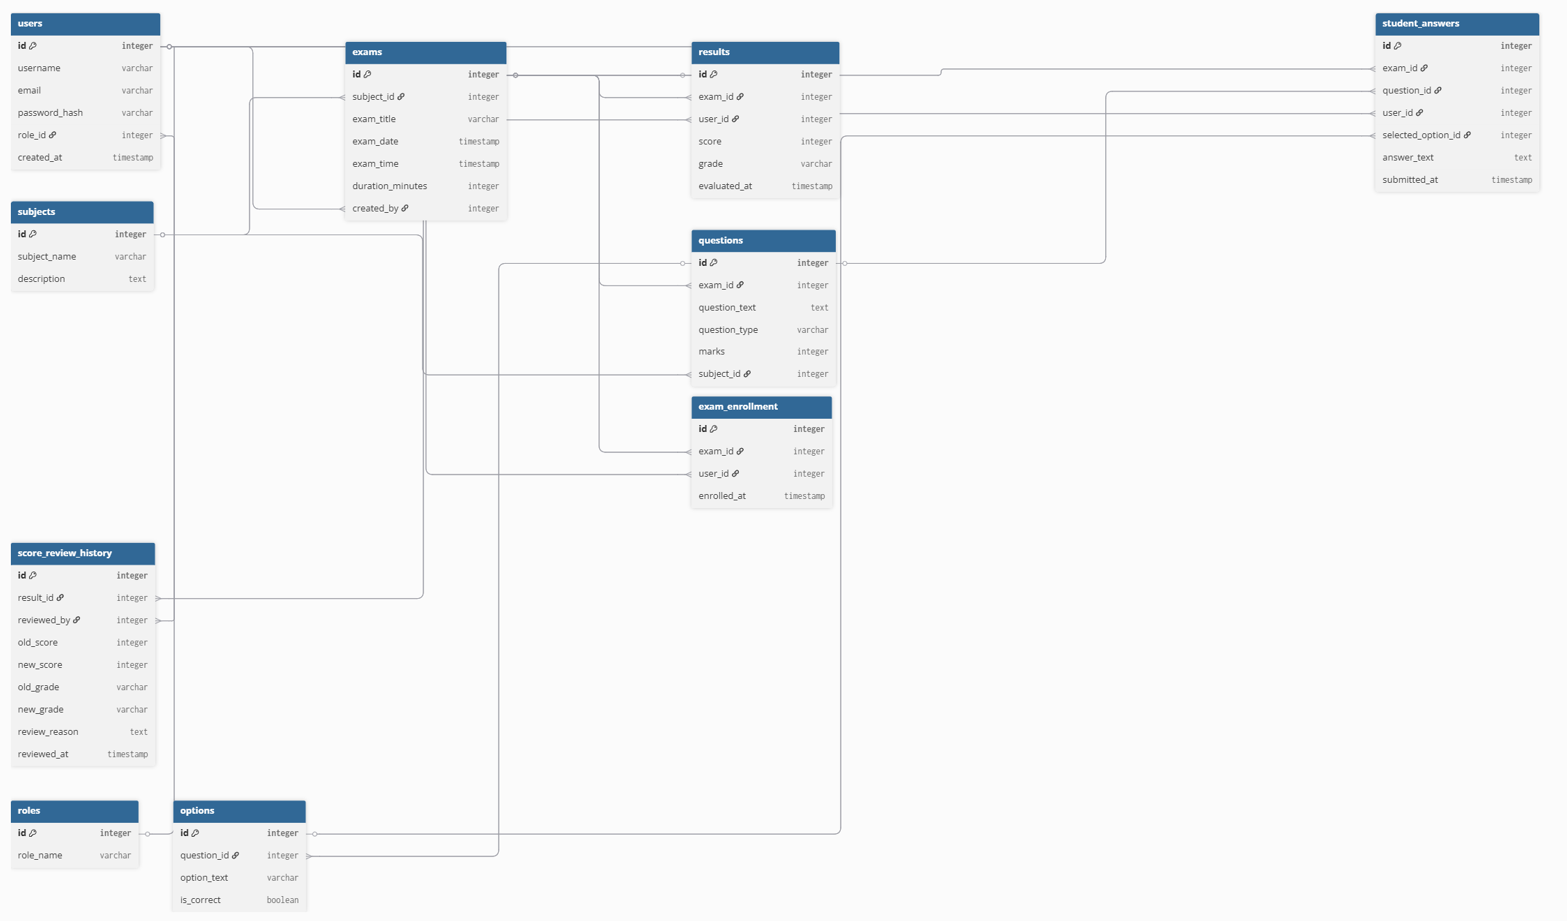 users
id integer
username varchar
email varchar
password_hash varchar
role_id integer
created_at timestamp
subjects
id integer
subject_name varchar
description text
score_review_history
id integer
result_id integer
reviewed_by integer
old_score integer
new_score integer
old_grade varchar
new_grade varchar
review_reason text
reviewed_at timestamp
roles
id integer
role_name varchar
options
id integer
question_id integer
option_text varchar
is_correct boolean
exams
id integer
subject_id integer
exam_title varchar
exam_date timestamp
exam_time timestamp
duration_minutes integer
created_by integer
results
id integer
exam_id integer
user_id integer
score integer
grade varchar
evaluated_at timestamp
questions
id integer
exam_id integer
question_text text
question_type varchar
marks integer
subject_id integer
exam_enrollment
id integer
exam_id integer
user_id integer
enrolled_at timestamp
student_answers
id integer
exam_id integer
question_id integer
user_id integer
selected_option_id integer
answer_text text
submitted_at timestamp